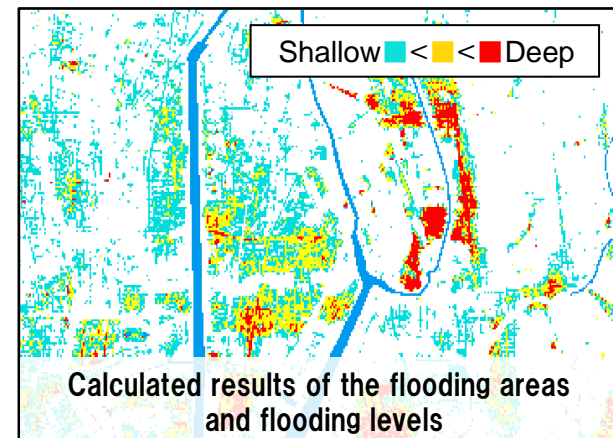 Shallow < < Deep
Calculated results of the flooding areas
and flooding levels